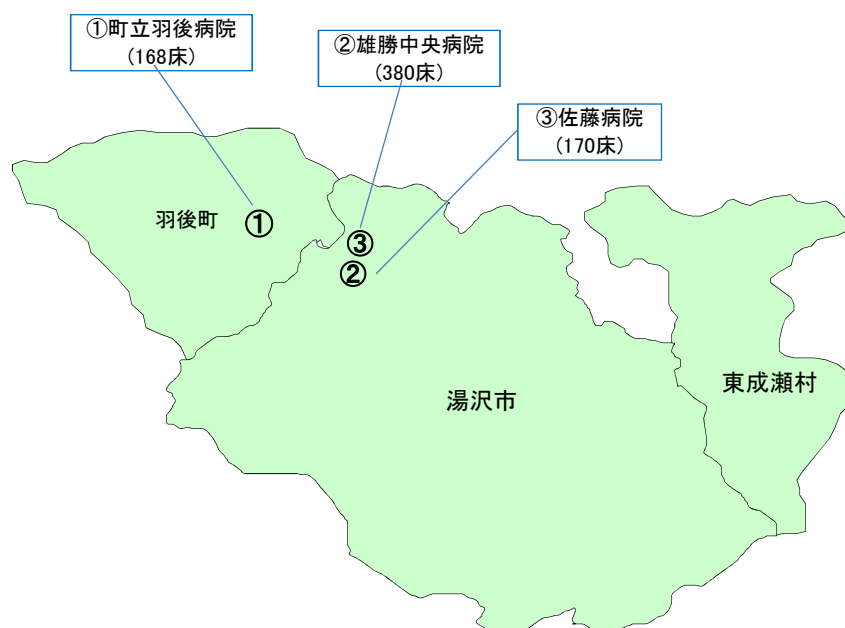 ①町立羽後病院
(168床)
②雄勝中央病院
(380床)
③佐藤病院
(170床)
羽後町
①
③
②
東成瀬村
湯沢市